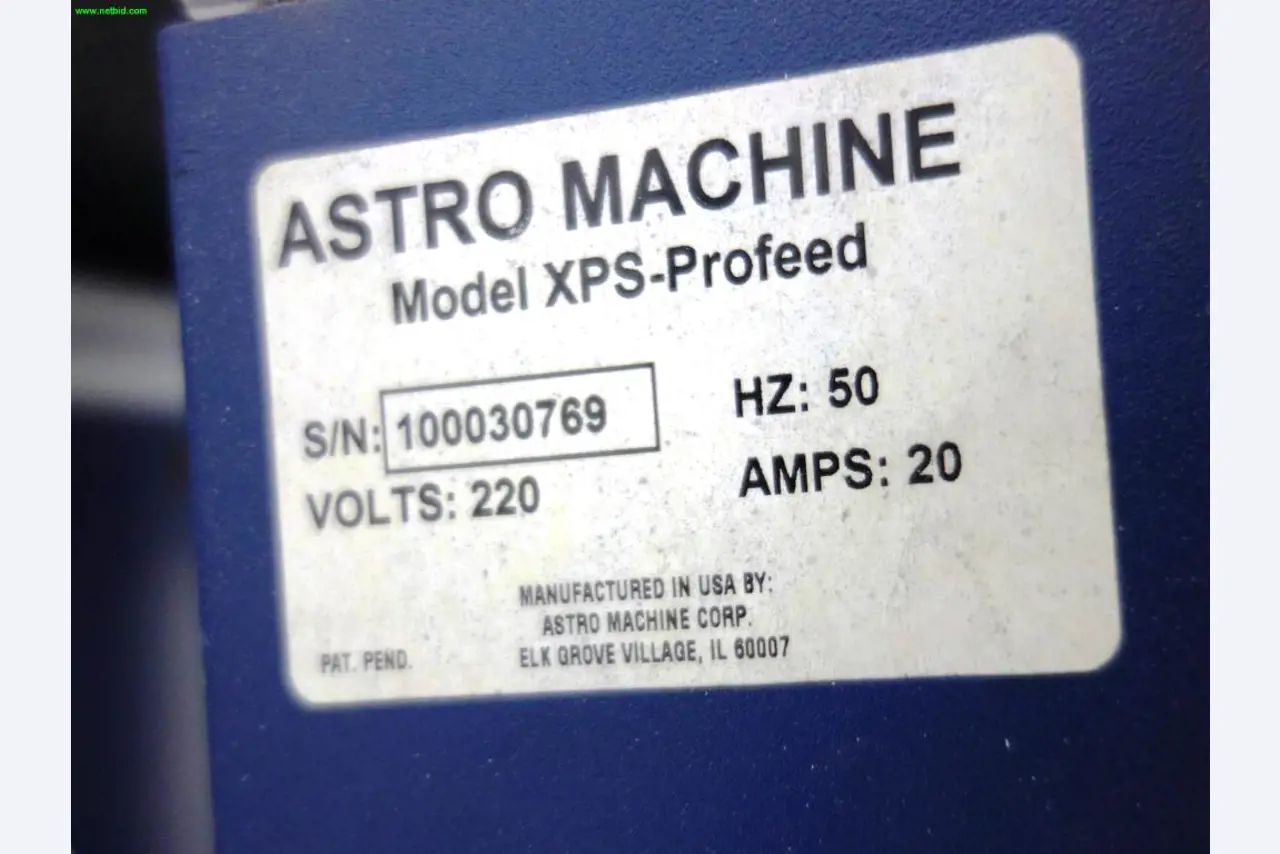 www.netbid.com
ASTRO MACHINE
Model XPS-Profeed
S/N: 100030769
HZ: 50
VOLTS: 220
AMPS: 20
MANUFACTURED IN USA BY:
ASTRO MACHINE CORP.
PAT. PEND.
ELK GROVE VILLAGE, IL 60007